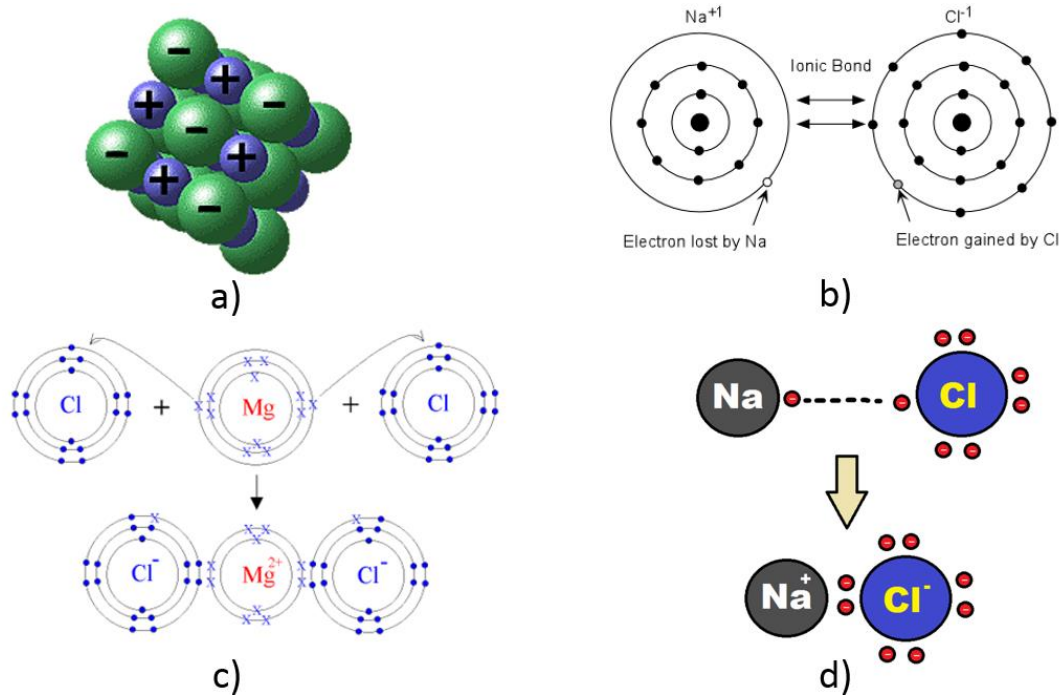 − + − + − + − + −
a)
Na+1 Cl-1
Ionic Bond
Electron lost by Na Electron gained by Cl
b)
Cl + Mg + Cl
Cl- Mg2+ Cl-
c)
Na Cl
Na+ Cl-
d)